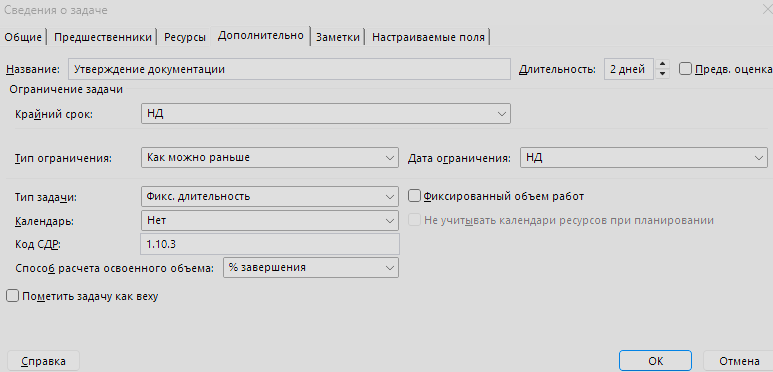 Сведения о задаче
Общие Предшественники Ресурсы Дополнительно Заметки Настраиваемые поля
Название: Утверждение документации Длительность: 2 дней Предв. оценка
Ограничение задачи
Крайний срок: НД
Тип ограничения: Как можно раньше Дата ограничения: НД
Тип задачи: Фикс. длительность Фиксированный объем работ
Календарь: Нет Не учитывать календари ресурсов при планировании
Код СДР: 1.10.3
Способ расчета освоенного объема: % завершения
Пометить задачу как веху
Справка ОК Отмена